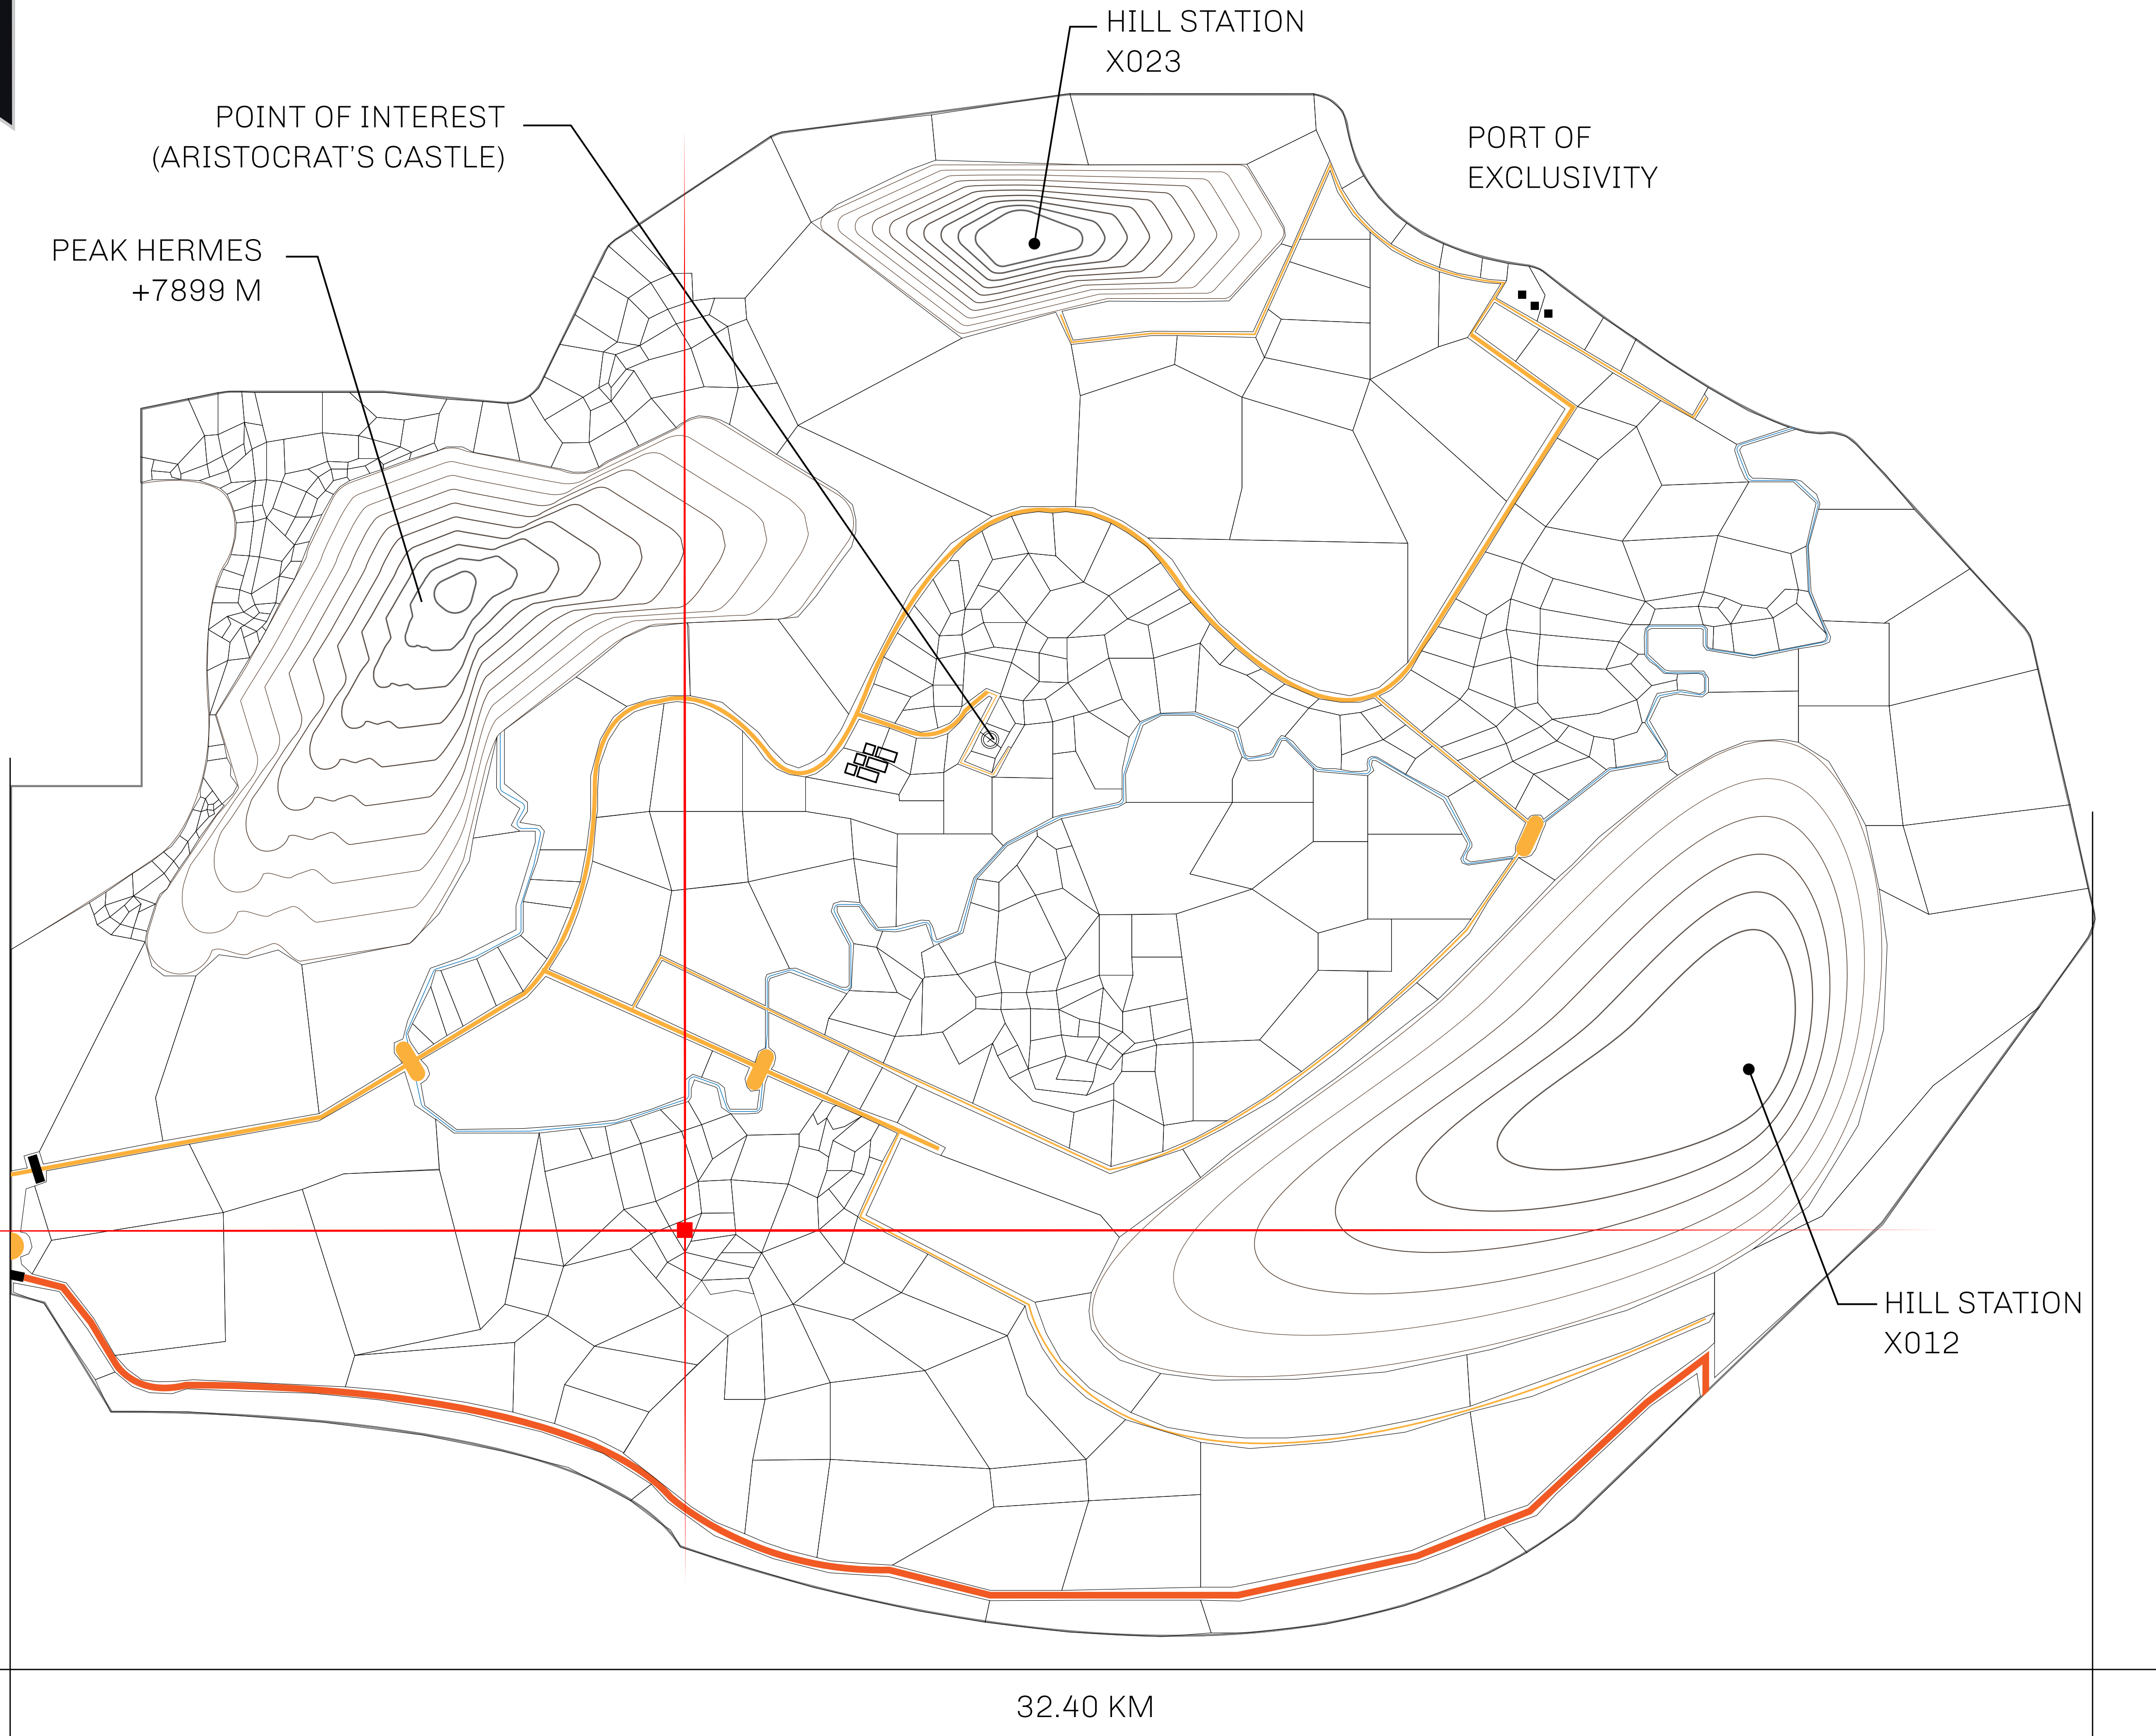 HILL STATION
X023
POINT OF INTEREST
(ARISTOCRAT'S CASTLE)
PORT OF
EXCLUSIVITY
PEAK HERMES
+7899 M
HILL STATION
X012
32.40 KM